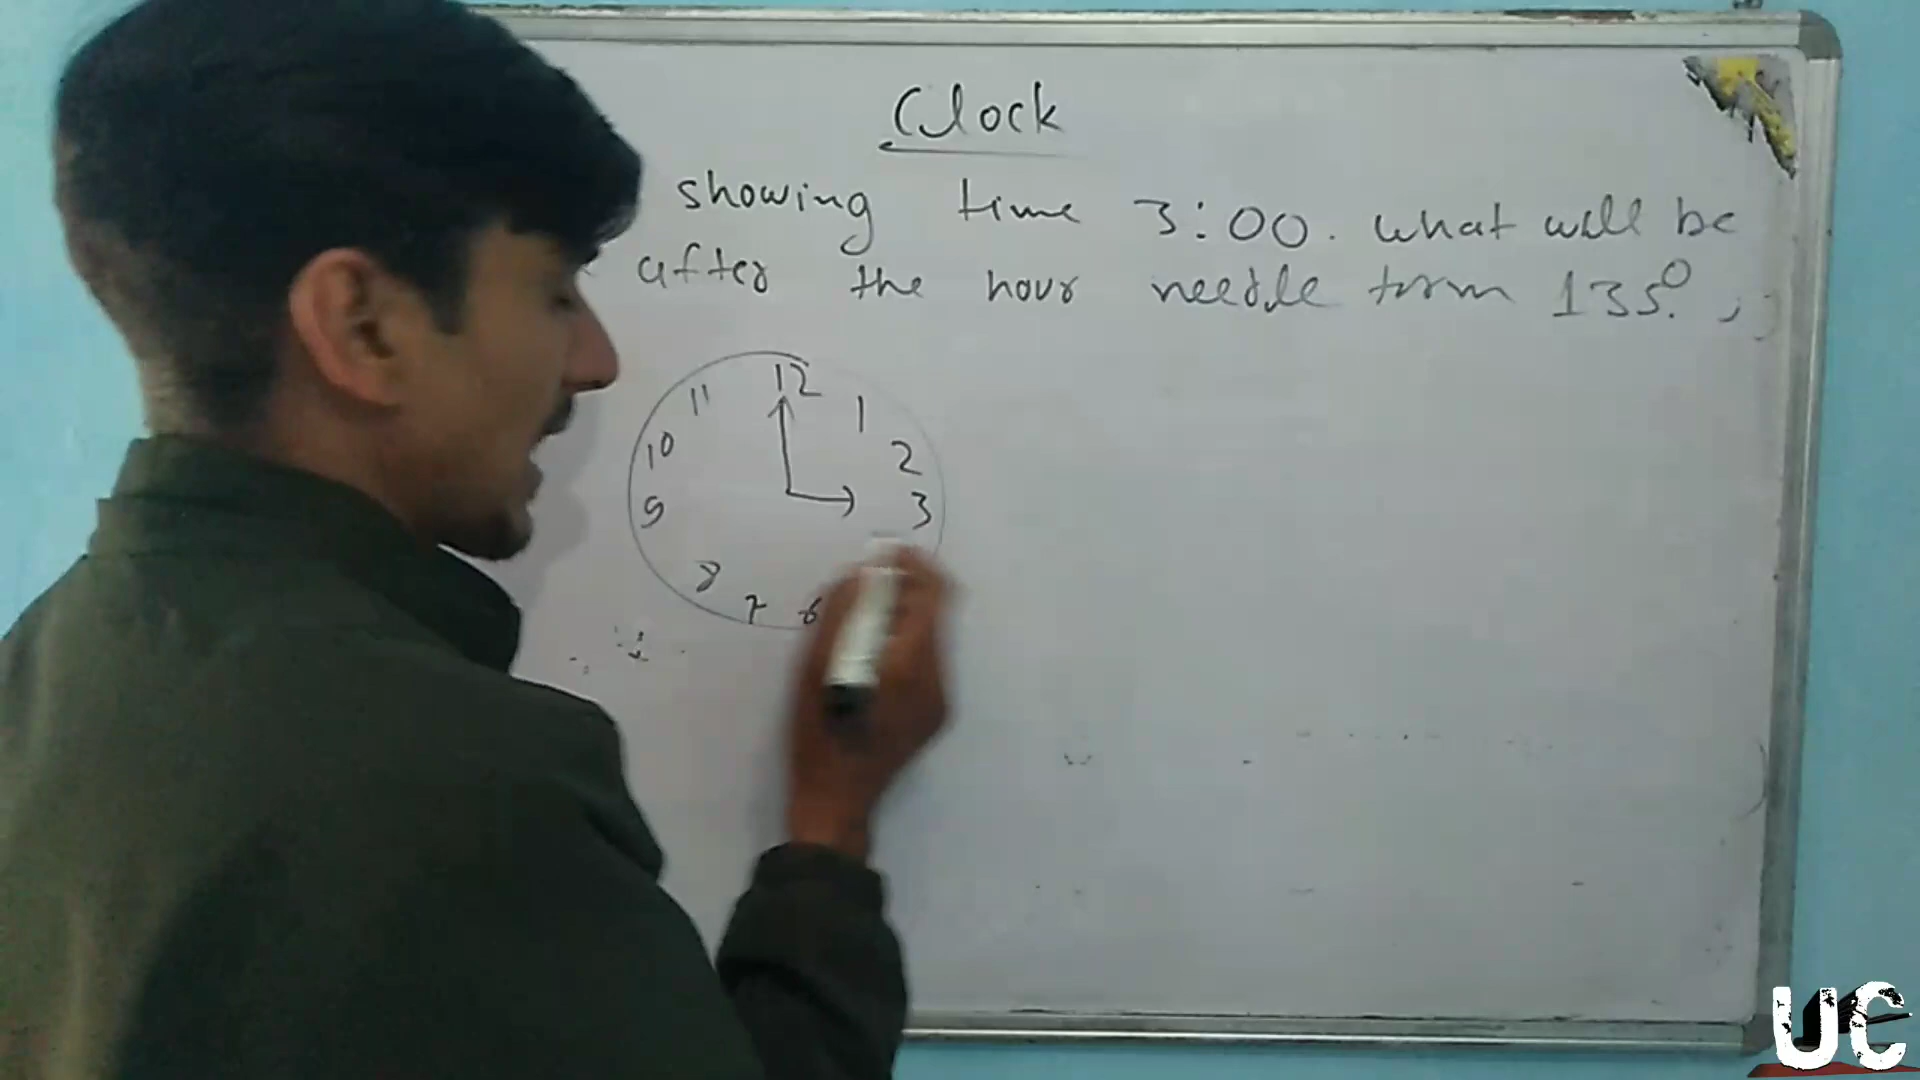 Clock
showing time 3:00. what will be
after the hour needle torm 135°,
12
11 1
10 2
9 3
8
7 6
UC